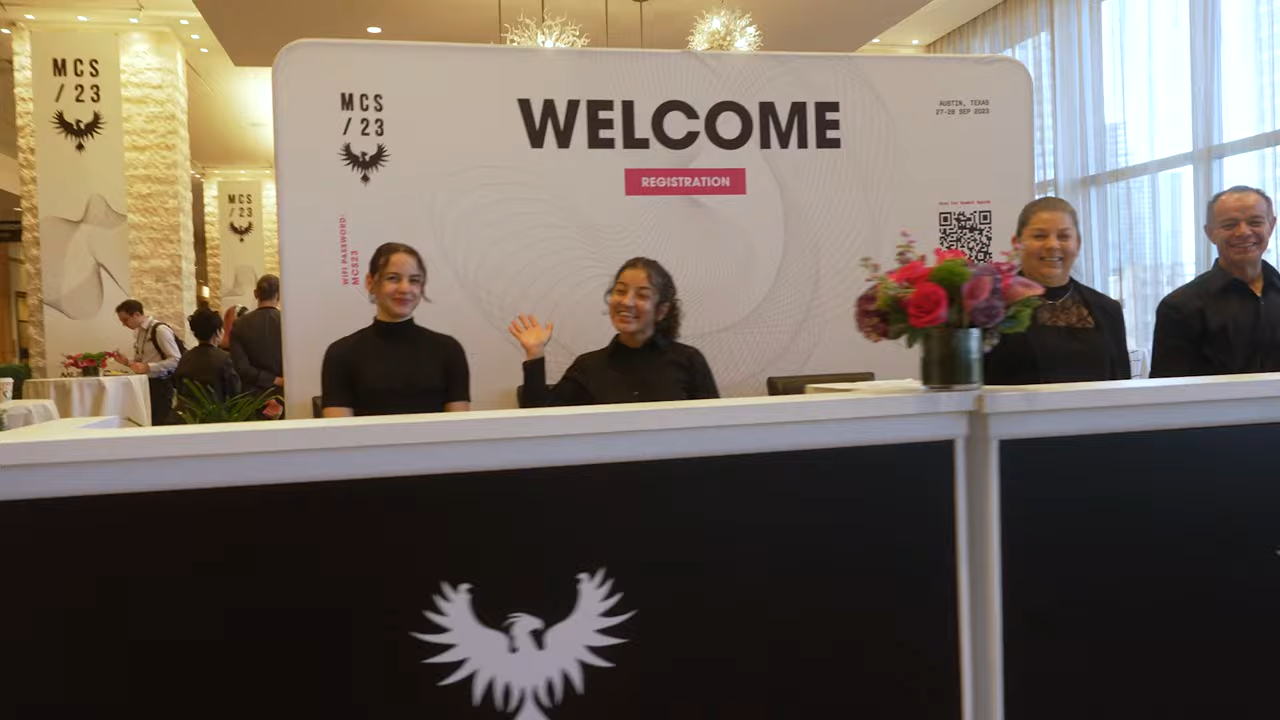 MCS
/ 23
MCS
/ 23
MCS
/ 23
WELCOME
REGISTRATION
AUSTIN, TEXAS
27-28 SEP 2023
WIFI PASSWORD:
MCS23